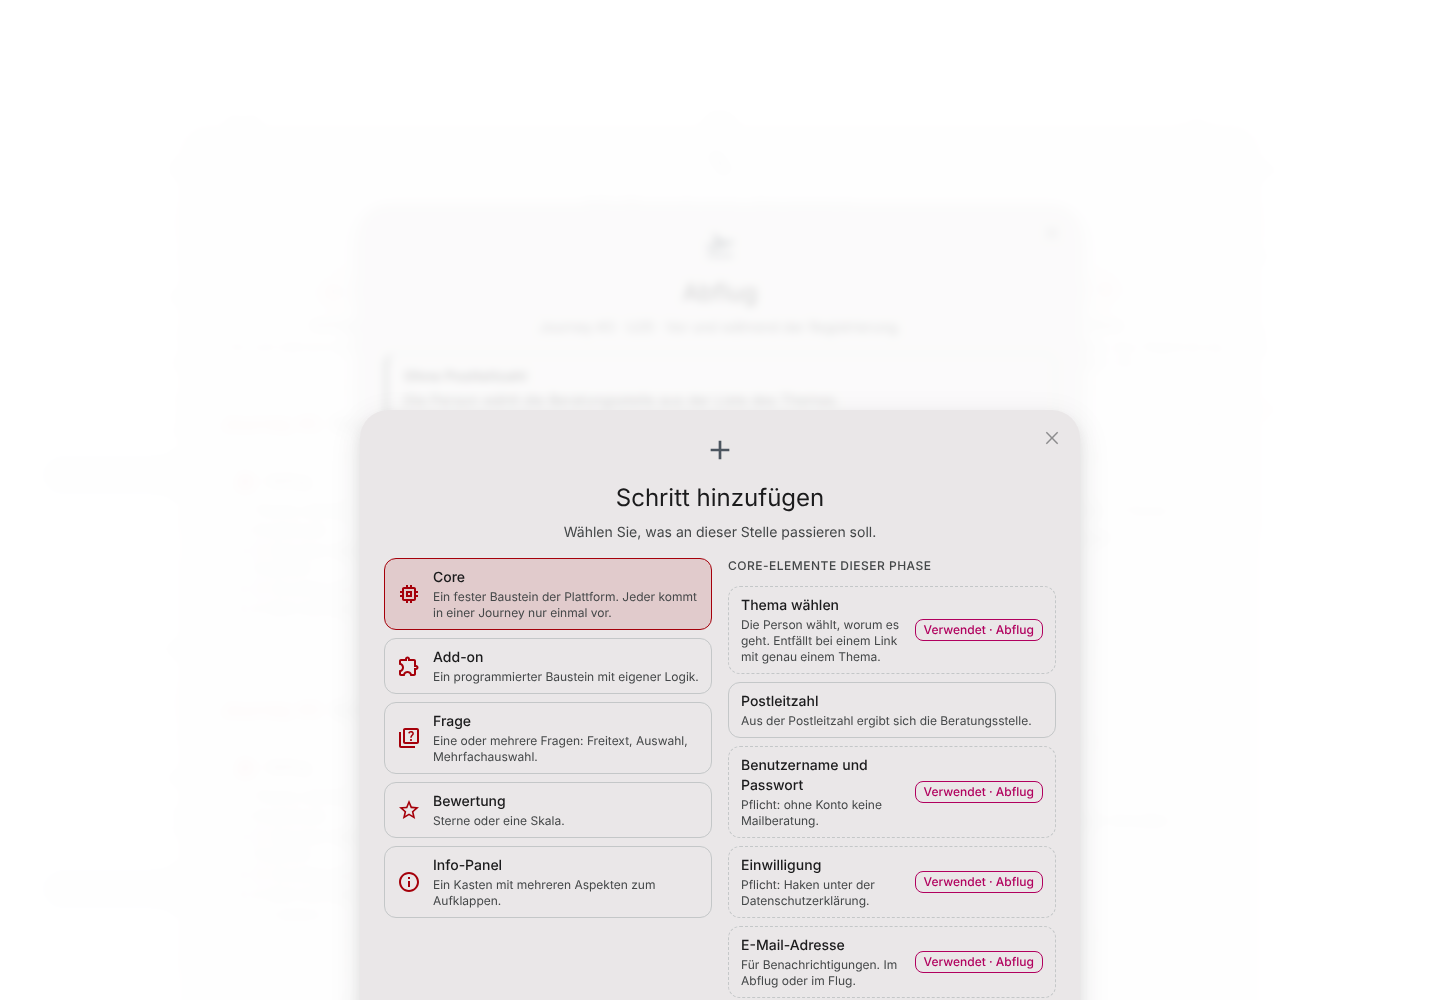 Abflug
Schritt hinzufügen
Wählen Sie, was an dieser Stelle passieren soll.
Core
Ein fester Baustein der Plattform. Jeder kommt
in einer Journey nur einmal vor.
Add-on
Ein programmierter Baustein mit eigener Logik.
Frage
Eine oder mehrere Fragen: Freitext, Auswahl,
Mehrfachauswahl.
Bewertung
Sterne oder eine Skala.
Info-Panel
Ein Kasten mit mehreren Aspekten zum
Aufklappen.
CORE-ELEMENTE DIESER PHASE
Thema wählen
Die Person wählt, worum es
geht. Entfällt bei einem Link
mit genau einem Thema.
Verwendet · Abflug
Postleitzahl
Aus der Postleitzahl ergibt sich die Beratungsstelle.
Benutzername und
Passwort
Pflicht: ohne Konto keine
Mailberatung.
Verwendet · Abflug
Einwilligung
Pflicht: Haken unter der
Datenschutzerklärung.
Verwendet · Abflug
E-Mail-Adresse
Für Benachrichtigungen. Im
Abflug oder im Flug.
Verwendet · Abflug